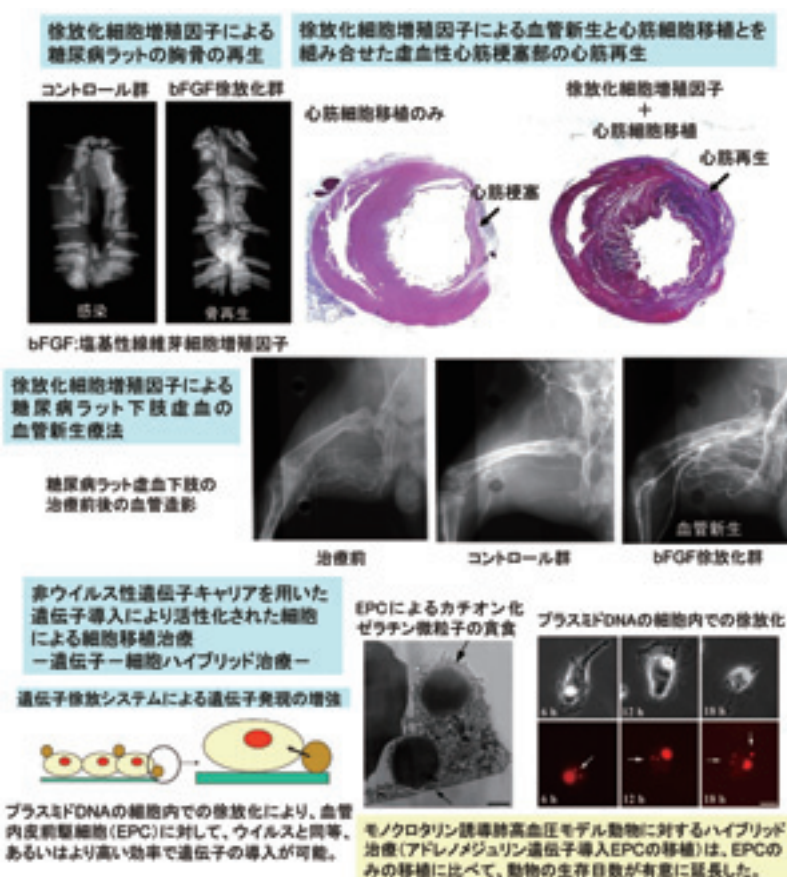 徐放化細胞増殖因子による
糖尿病ラットの胸骨の再生
コントロール群
bFGF徐放化群
感染
骨再生
bFGF:塩基性線維芽細胞増殖因子
徐放化細胞増殖因子による血管新生と心筋細胞移植とを
組み合せた虚血性心筋梗塞部の心筋再生
心筋細胞移植のみ
心筋梗塞
徐放化細胞増殖因子
+
心筋細胞移植
心筋再生
徐放化細胞増殖因子による
糖尿病ラット下肢虚血の
血管新生療法
糖尿病ラット虚血下肢の
治療前後の血管造影
血管新生
治療前
コントロール群
bFGF徐放化群
非ウイルス性遺伝子キャリアを用いた
遺伝子導入により活性化された細胞
による細胞移植治療
ー遺伝子ー細胞ハイブリッド治療ー
遺伝子徐放システムによる遺伝子発現の増強
プラスミドDNAの細胞内での徐放化により、血管
内皮前駆細胞(EPC)に対して、ウイルスと同等、
あるいはより高い効率で遺伝子の導入が可能。
EPCによるカチオン化
ゼラチン微粒子の貪食
プラスミドDNAの細胞内での徐放化
6 h
12 h
18 h
6 h
12 h
18 h
モノクロタリン誘導肺高血圧モデル動物に対するハイブリッド
治療(アドレノメジュリン遺伝子導入EPCの移植)は、EPCの
みの移植に比べて、動物の生存日数が有意に延長した。